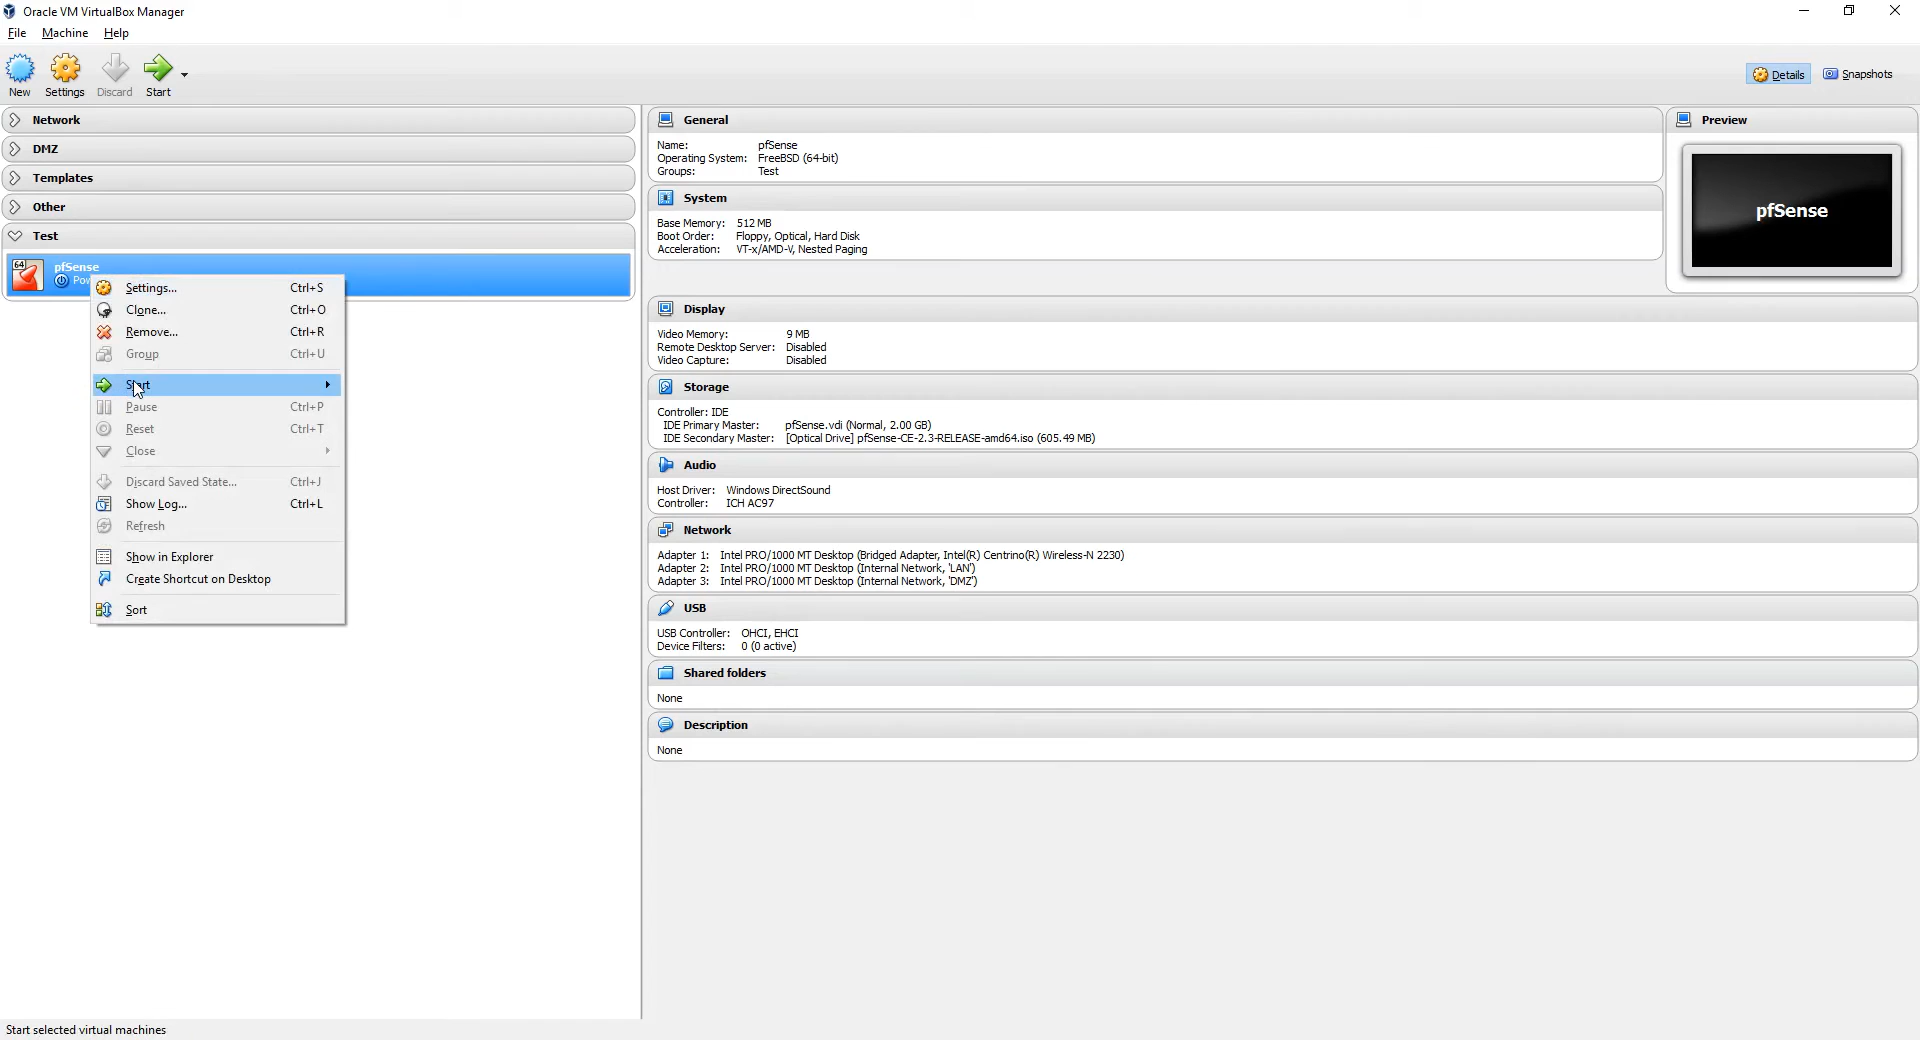 Oracle VM VirtualBox Manager
File Machine Help
New Settings Discard Start
Details Snapshots
Network
DMZ
Templates
Other
Test
64
pfSense
Pow
Settings... Ctrl+S
Clone... Ctrl+O
Remove... Ctrl+R
Group Ctrl+U
Start
Pause Ctrl+P
Reset Ctrl+T
Close
Discard Saved State... Ctrl+J
Show Log... Ctrl+L
Refresh
Show in Explorer
Create Shortcut on Desktop
Sort
General
Name: pfSense
Operating System: FreeBSD (64-bit)
Groups: Test
System
Base Memory: 512 MB
Boot Order: Floppy, Optical, Hard Disk
Acceleration: VT-x/AMD-V, Nested Paging
Preview
pfSense
Display
Video Memory: 9 MB
Remote Desktop Server: Disabled
Video Capture: Disabled
Storage
Controller: IDE
IDE Primary Master: pfSense.vdi (Normal, 2.00 GB)
IDE Secondary Master: [Optical Drive] pfSense-CE-2.3-RELEASE-amd64.iso (605.49 MB)
Audio
Host Driver: Windows DirectSound
Controller: ICH AC97
Network
Adapter 1: Intel PRO/1000 MT Desktop (Bridged Adapter, Intel(R) Centrino(R) Wireless-N 2230)
Adapter 2: Intel PRO/1000 MT Desktop (Internal Network, 'LAN')
Adapter 3: Intel PRO/1000 MT Desktop (Internal Network, 'DMZ')
USB
USB Controller: OHCI, EHCI
Device Filters: 0 (0 active)
Shared folders
None
Description
None
Start selected virtual machines